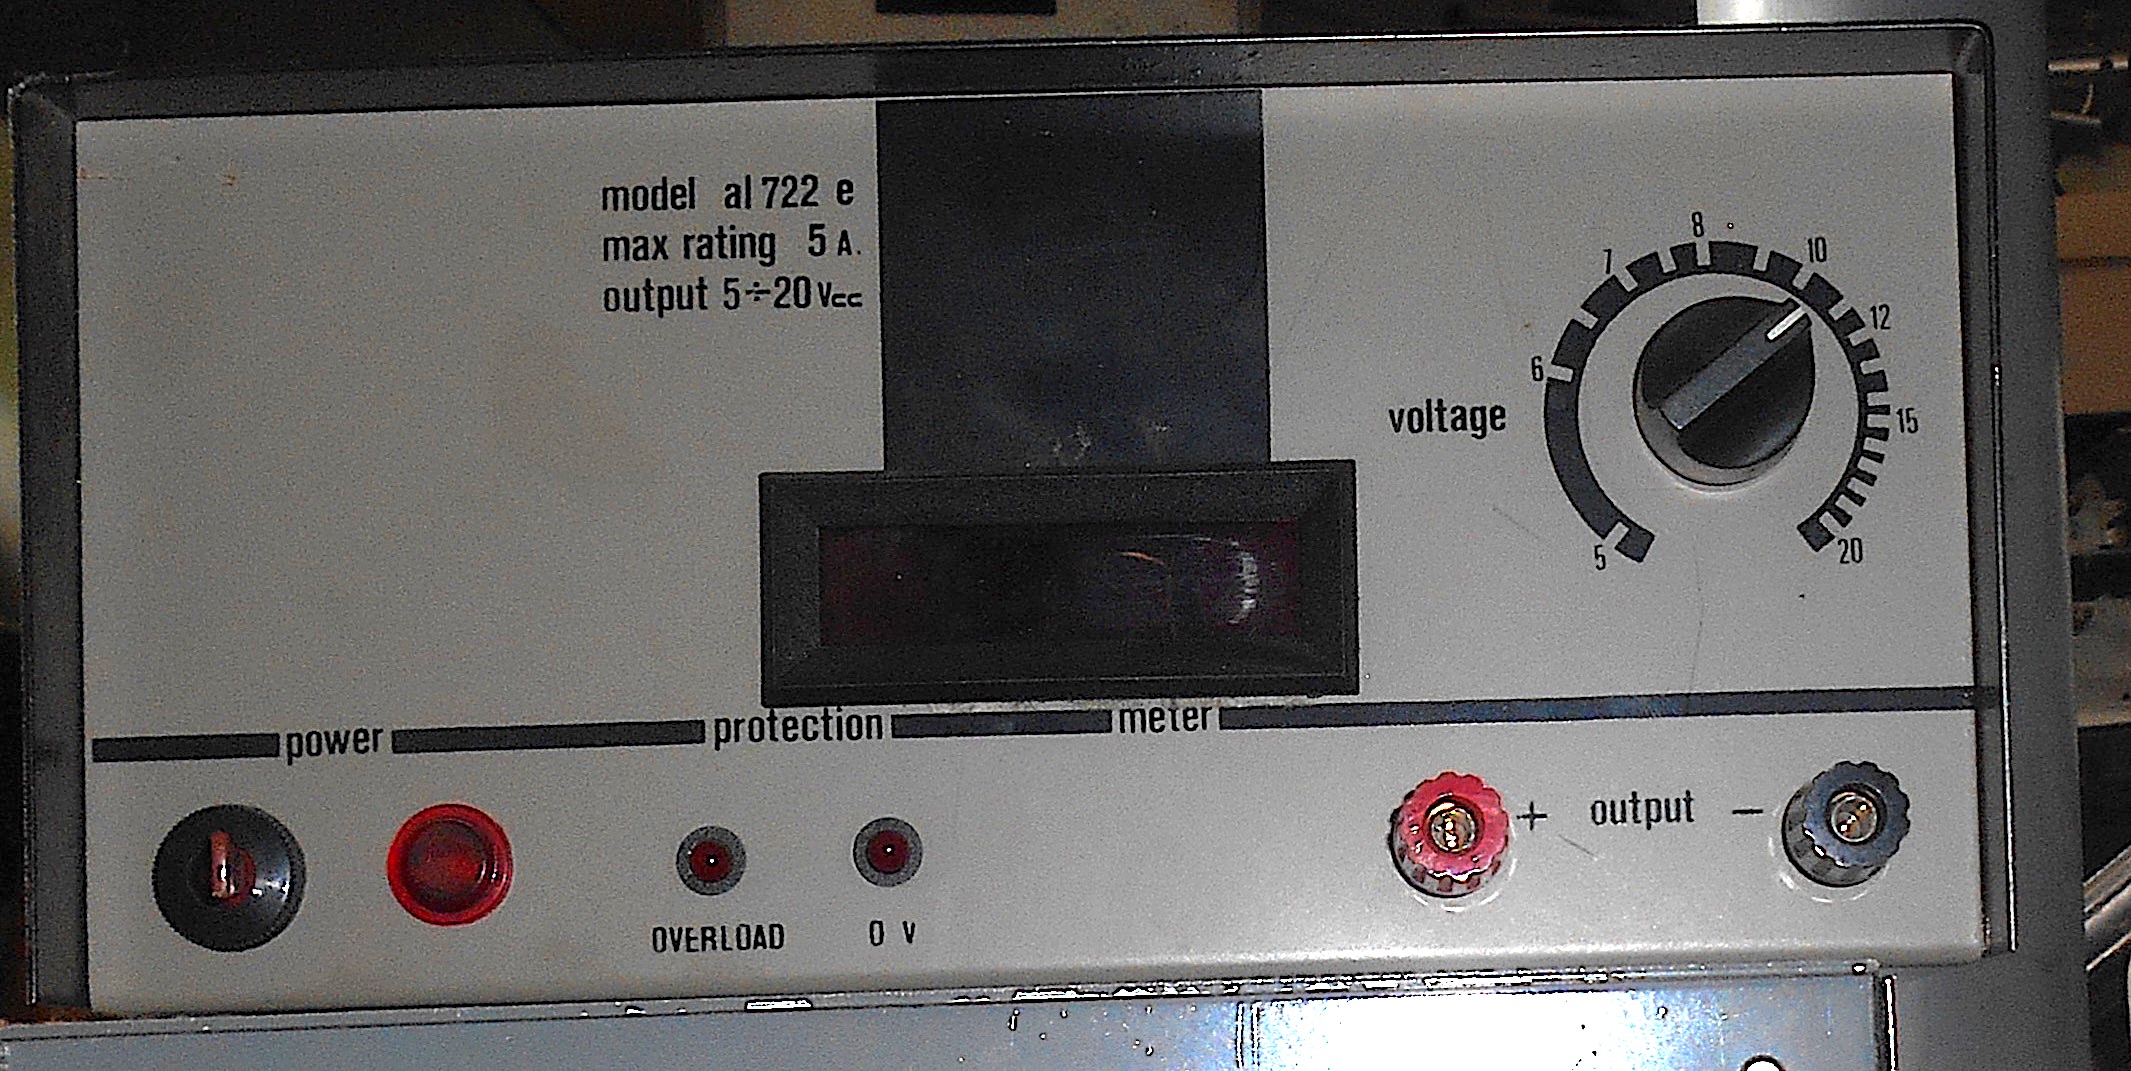 model al 722 e
max rating 5 A.
output 5÷20 Vcc
8
7
10
12
6
voltage
15
5
20
power
protection
meter
+ output −
OVERLOAD
0 V